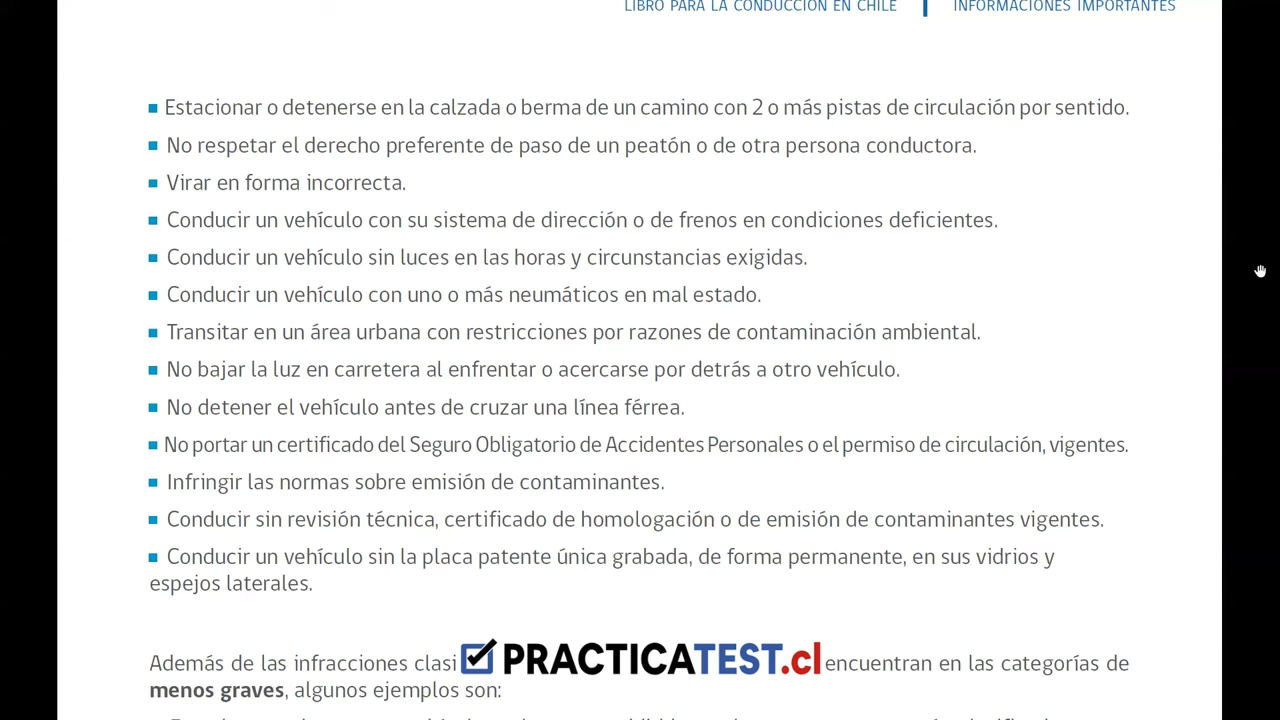 LIBRO PARA LA CONDUCCIÓN EN CHILE | INFORMACIONES IMPORTANTES
▪ Estacionar o detenerse en la calzada o berma de un camino con 2 o más pistas de circulación por sentido.
▪ No respetar el derecho preferente de paso de un peatón o de otra persona conductora.
▪ Virar en forma incorrecta.
▪ Conducir un vehículo con su sistema de dirección o de frenos en condiciones deficientes.
▪ Conducir un vehículo sin luces en las horas y circunstancias exigidas.
▪ Conducir un vehículo con uno o más neumáticos en mal estado.
▪ Transitar en un área urbana con restricciones por razones de contaminación ambiental.
▪ No bajar la luz en carretera al enfrentar o acercarse por detrás a otro vehículo.
▪ No detener el vehículo antes de cruzar una línea férrea.
▪ No portar un certificado del Seguro Obligatorio de Accidentes Personales o el permiso de circulación, vigentes.
▪ Infringir las normas sobre emisión de contaminantes.
▪ Conducir sin revisión técnica, certificado de homologación o de emisión de contaminantes vigentes.
▪ Conducir un vehículo sin la placa patente única grabada, de forma permanente, en sus vidrios y
espejos laterales.
Además de las infracciones clasi PRACTICATEST.cl encuentran en las categorías de
menos graves, algunos ejemplos son: